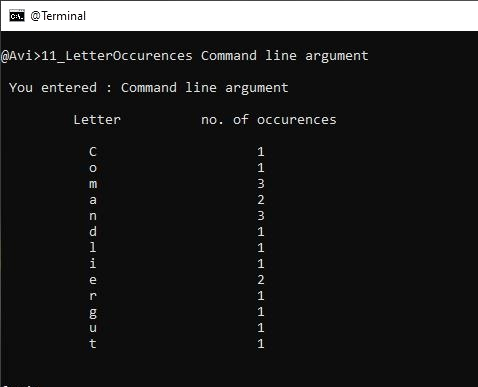 @Terminal
@Avi>11_LetterOccurences Command line argument
You entered : Command line argument
Letter no. of occurences
C 1
o 1
m 3
a 2
n 3
d 1
l 1
i 1
e 2
r 1
g 1
u 1
t 1